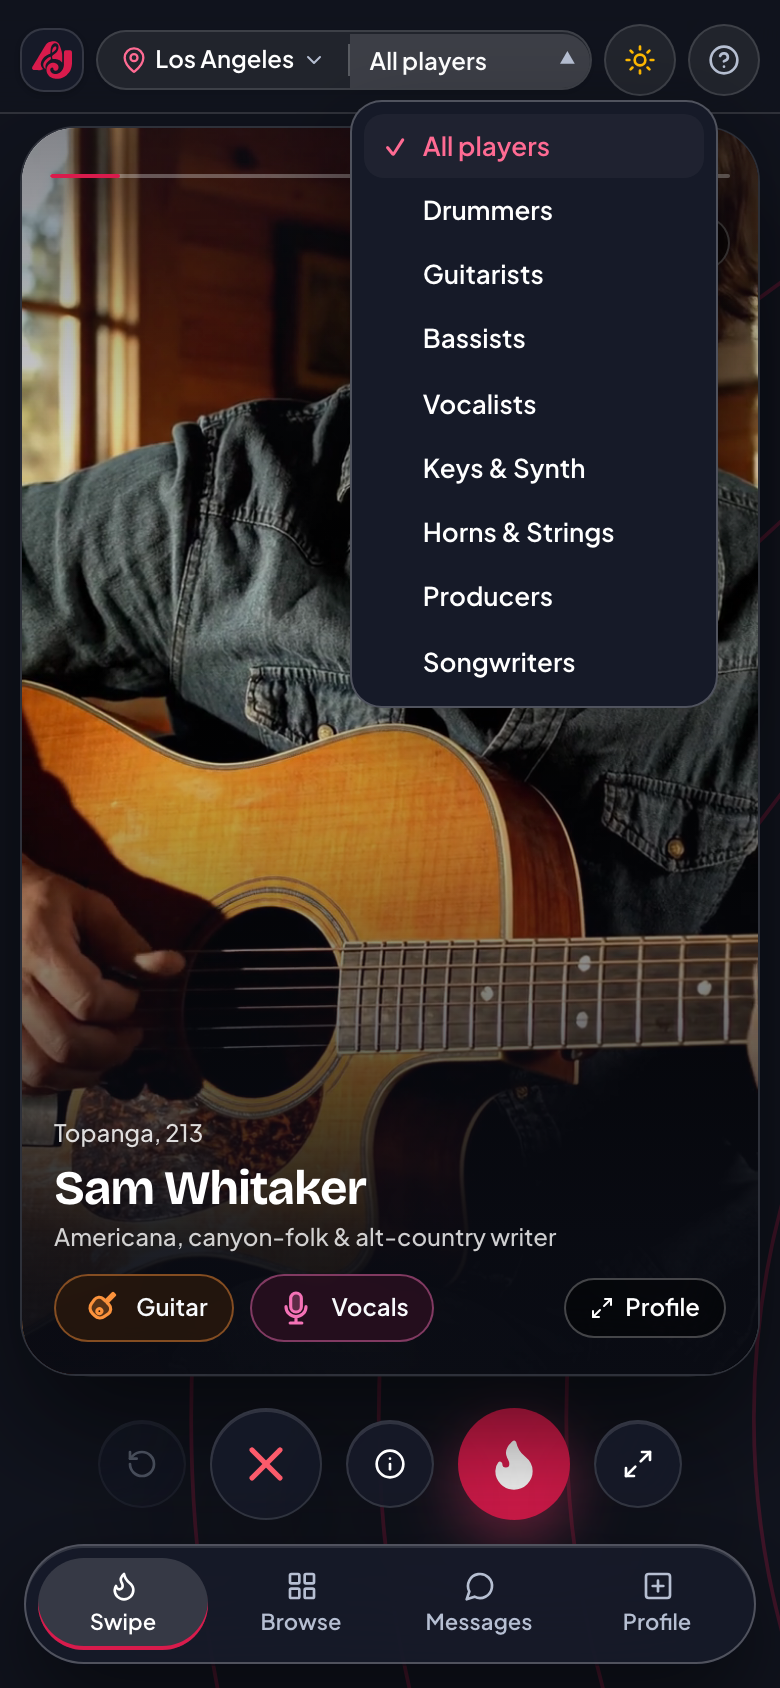 Los Angeles
All players
All players
Drummers
Guitarists
Bassists
Vocalists
Keys & Synth
Horns & Strings
Producers
Songwriters
Topanga, 213
Sam Whitaker
Americana, canyon-folk & alt-country writer
Guitar
Vocals
Profile
Swipe
Browse
Messages
Profile